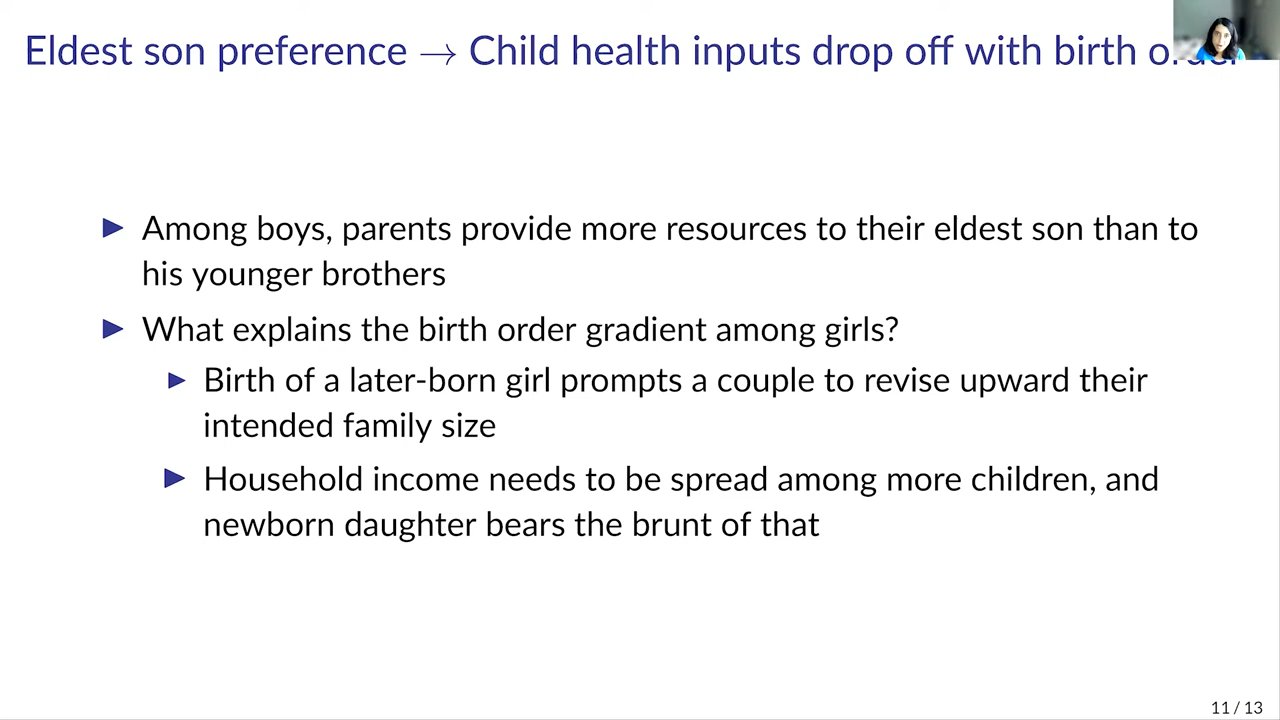 Eldest son preference → Child health inputs drop off with birth order
▶ Among boys, parents provide more resources to their eldest son than to
his younger brothers
▶ What explains the birth order gradient among girls?
▶ Birth of a later-born girl prompts a couple to revise upward their
intended family size
▶ Household income needs to be spread among more children, and
newborn daughter bears the brunt of that
11 / 13